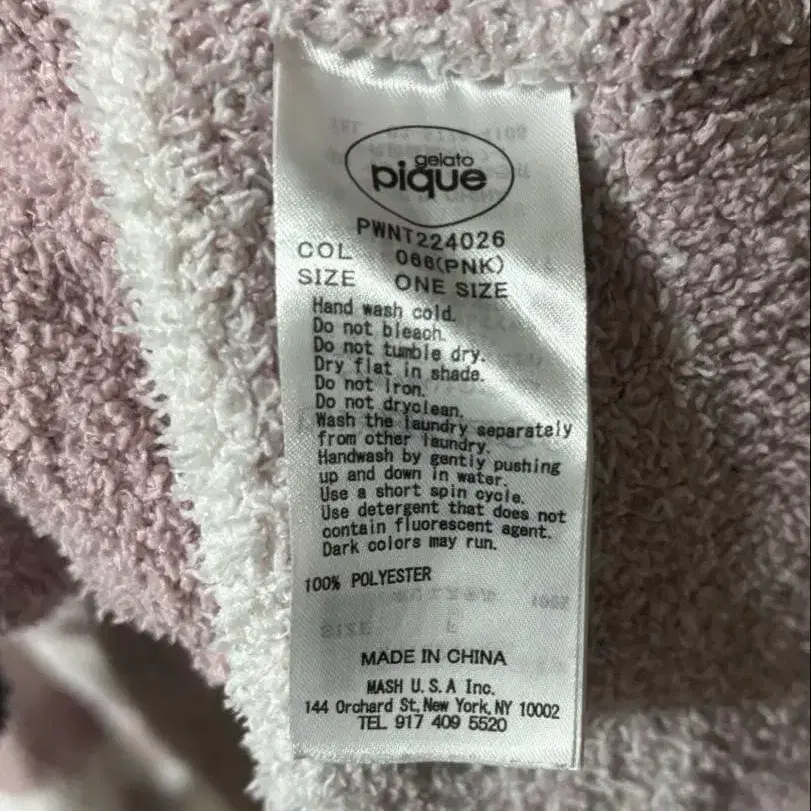 gelato
pique
PWNT224026
COL 066(PNK)
SIZE ONE SIZE
Hand wash cold.
Do not bleach.
Do not tumble dry.
Dry flat in shade.
Do not iron.
Do not dryclean.
Wash the laundry separately
from other laundry.
Handwash by gently pushing
up and down in water.
Use a short spin cycle.
Use detergent that does not
contain fluorescent agent.
Dark colors may run.
100% POLYESTER
MADE IN CHINA
MASH U.S.A Inc.
144 Orchard St, New York, NY 10002
TEL 917 409 5520